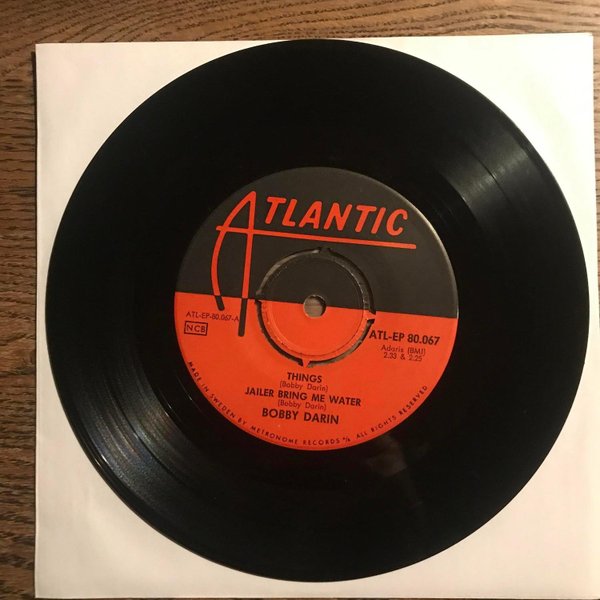 ATLANTIC
ATL-EP-80.067-A
NCB
ATL-EP 80.067
Adaris (BMI)
2.33 & 2.25
THINGS
(Bobby Darin)
JAILER BRING ME WATER
(Bobby Darin)
BOBBY DARIN
MADE IN SWEDEN BY METRONOME RECORDS A/S ALL RIGHTS RESERVED